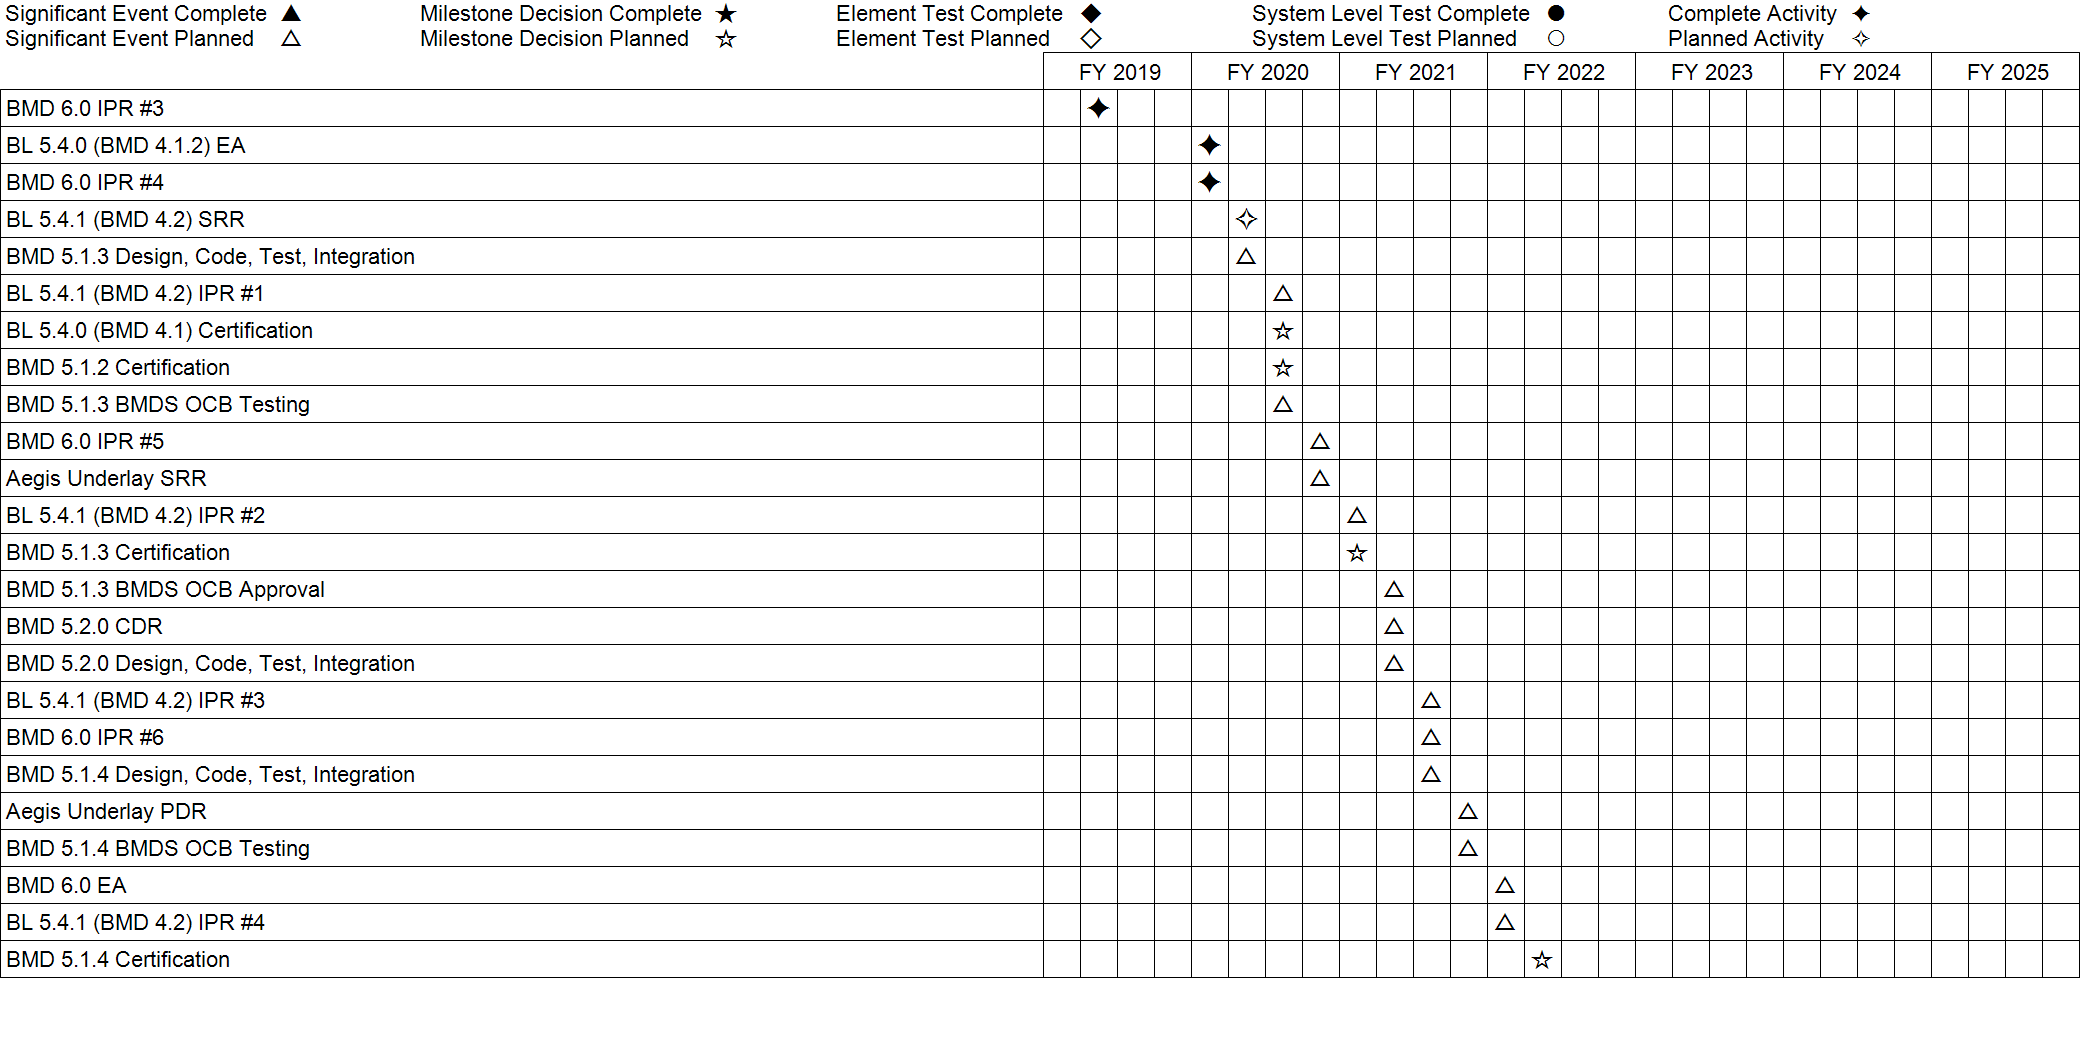 Significant Event Complete ▲ Milestone Decision Complete ★ Element Test Complete ◆ System Level Test Complete ● Complete Activity ✦
Significant Event Planned △ Milestone Decision Planned ☆ Element Test Planned ◇ System Level Test Planned ○ Planned Activity ✧
FY 2019 FY 2020 FY 2021 FY 2022 FY 2023 FY 2024 FY 2025
BMD 6.0 IPR #3
BL 5.4.0 (BMD 4.1.2) EA
BMD 6.0 IPR #4
BL 5.4.1 (BMD 4.2) SRR
BMD 5.1.3 Design, Code, Test, Integration
BL 5.4.1 (BMD 4.2) IPR #1
BL 5.4.0 (BMD 4.1) Certification
BMD 5.1.2 Certification
BMD 5.1.3 BMDS OCB Testing
BMD 6.0 IPR #5
Aegis Underlay SRR
BL 5.4.1 (BMD 4.2) IPR #2
BMD 5.1.3 Certification
BMD 5.1.3 BMDS OCB Approval
BMD 5.2.0 CDR
BMD 5.2.0 Design, Code, Test, Integration
BL 5.4.1 (BMD 4.2) IPR #3
BMD 6.0 IPR #6
BMD 5.1.4 Design, Code, Test, Integration
Aegis Underlay PDR
BMD 5.1.4 BMDS OCB Testing
BMD 6.0 EA
BL 5.4.1 (BMD 4.2) IPR #4
BMD 5.1.4 Certification